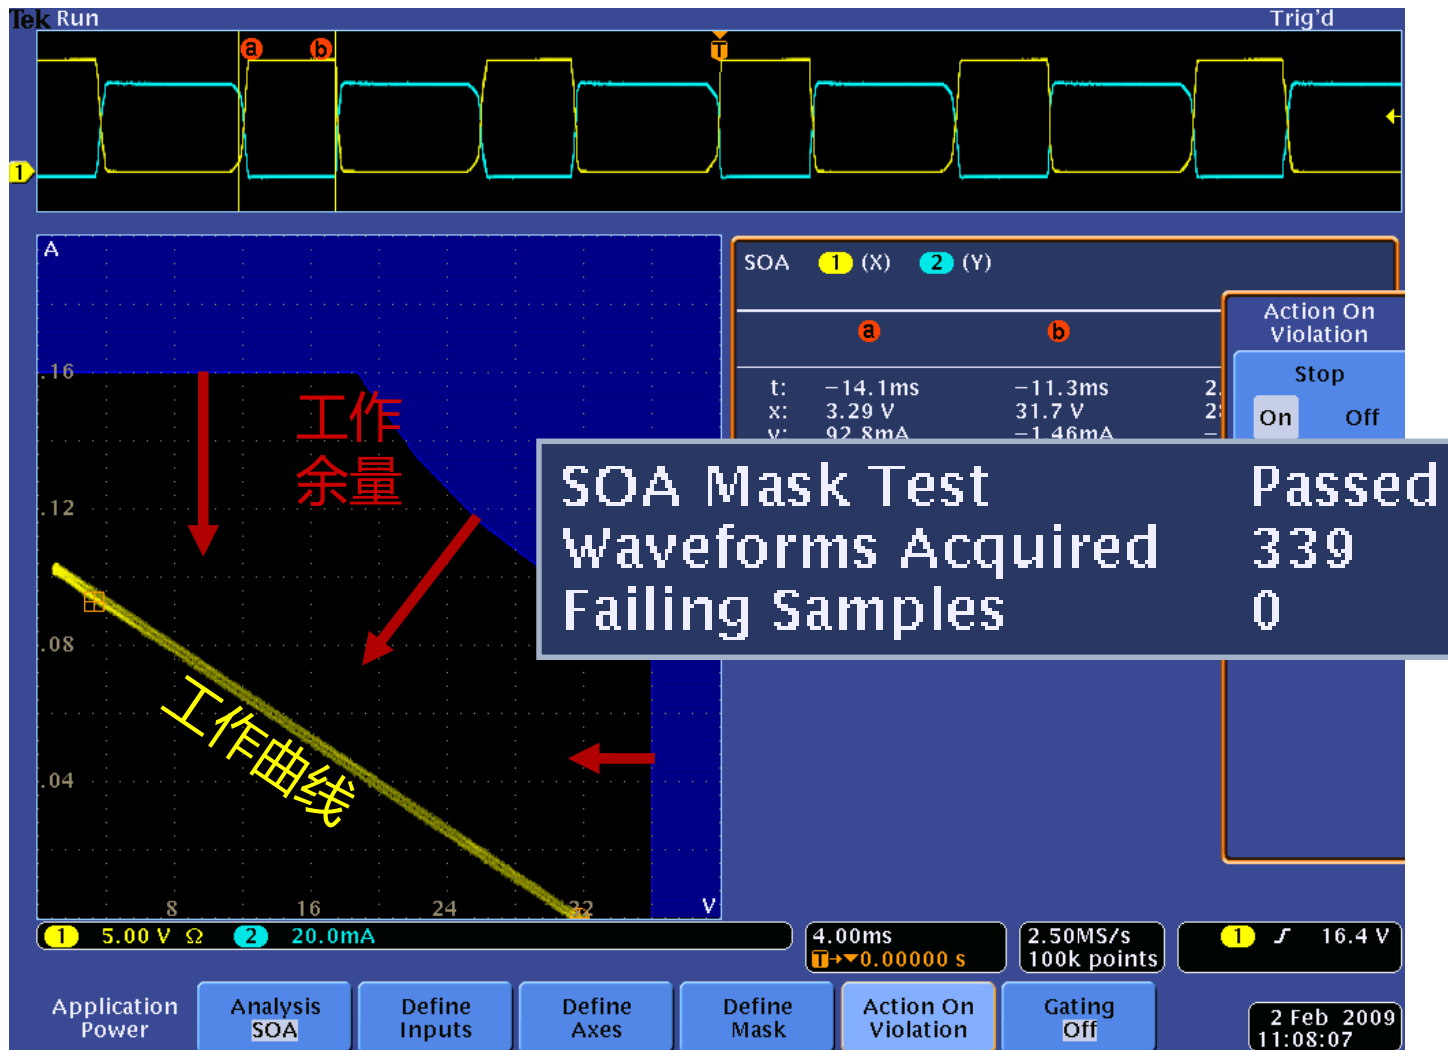 Tek Run
Trig'd
a b
T
1
A
.16
.12
.08
.04
8 16 24 32 V
工作
余量
工作曲线
SOA 1 (X) 2 (Y)
a b
t: −14.1ms −11.3ms 2.
x: 3.29 V 31.7 V
y: 92.8mA −1.46mA −
Action On
Violation
Stop
On Off
SOA Mask Test Passed
Waveforms Acquired 339
Failing Samples 0
1 5.00 V Ω 2 20.0mA
4.00ms
T→▼0.00000 s
2.50MS/s
100k points
1 16.4 V
Application
Power
Analysis
SOA
Define
Inputs
Define
Axes
Define
Mask
Action On
Violation
Gating
Off
2 Feb 2009
11:08:07